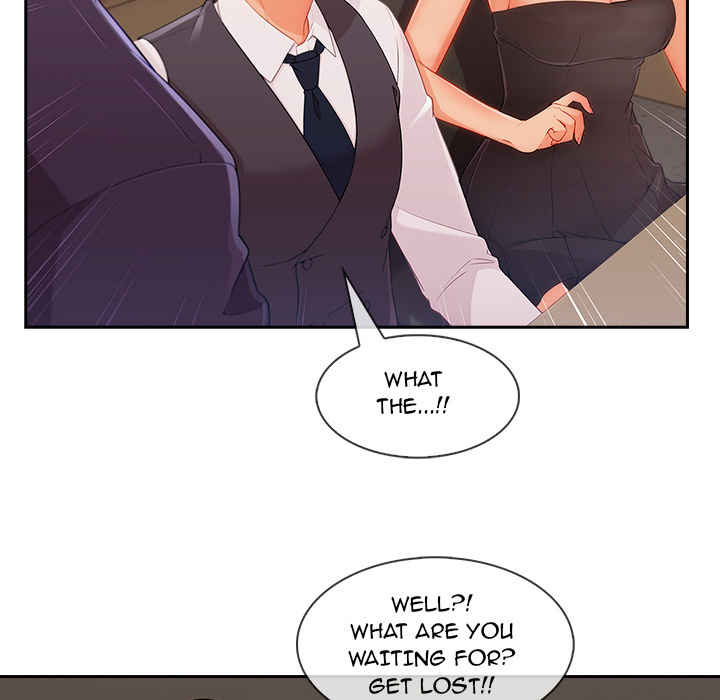 WHAT
THE...!!
WELL?!
WHAT ARE YOU
WAITING FOR?
GET LOST!!